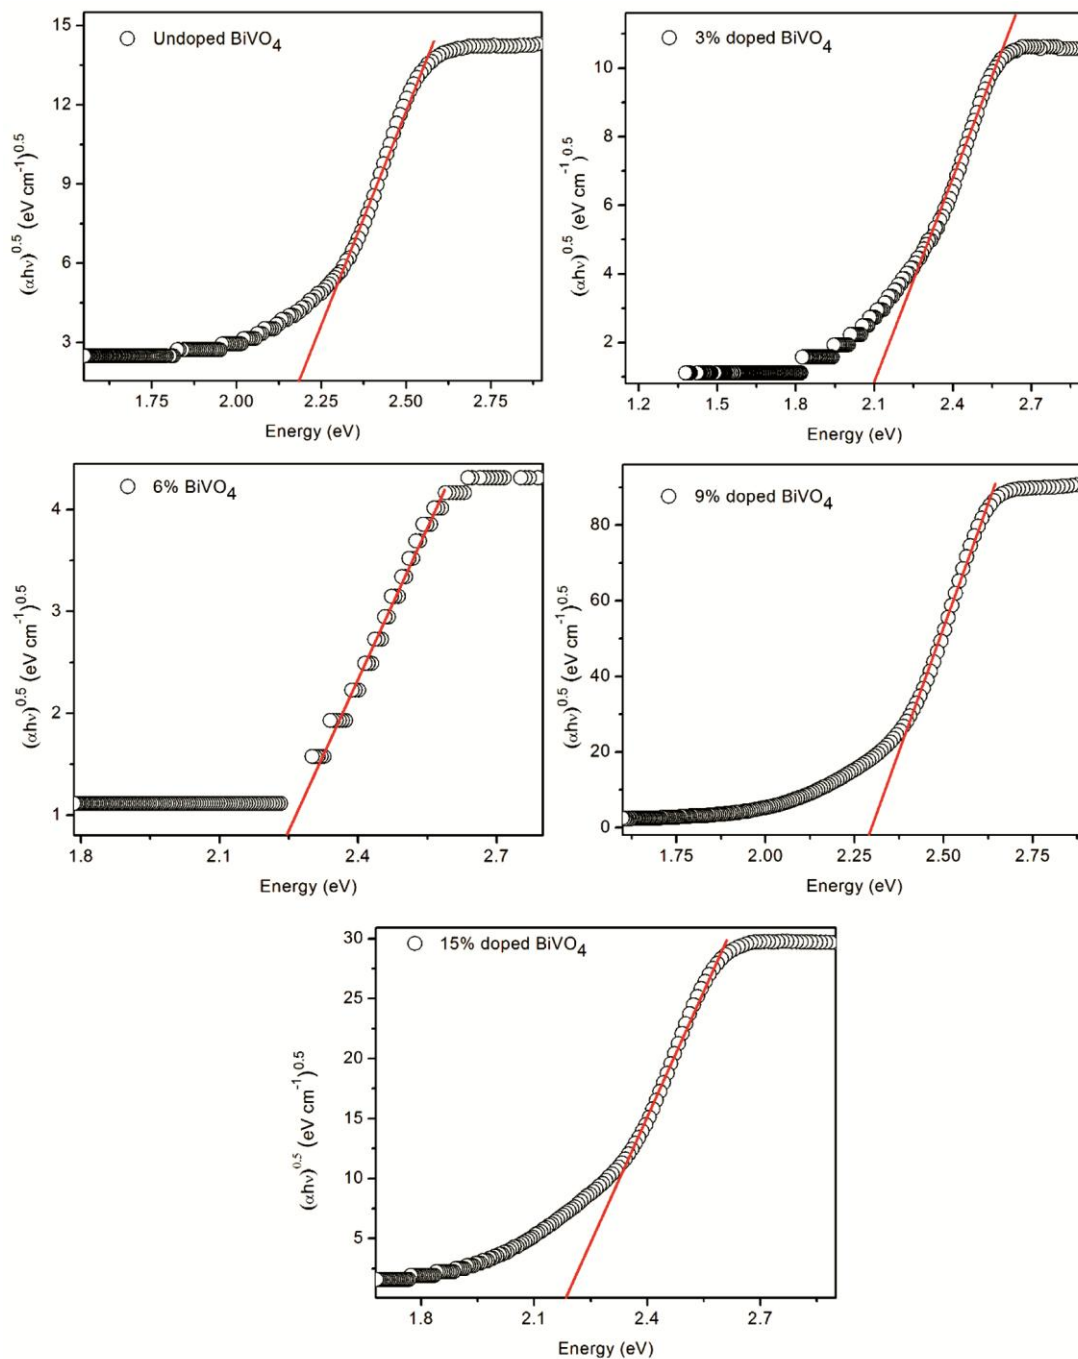 Undoped BiVO4
15
12
9
6
3
(αhν)^0.5 (eV cm^-1)^0.5
1.75 2.00 2.25 2.50 2.75
Energy (eV)
3% doped BiVO4
10
8
6
4
2
(αhν)^0.5 (eV cm^-1)^0.5
1.2 1.5 1.8 2.1 2.4 2.7
Energy (eV)
6% BiVO4
4
3
2
1
(αhν)^0.5 (eV cm^-1)^0.5
1.8 2.1 2.4 2.7
Energy (eV)
9% doped BiVO4
80
60
40
20
0
(αhν)^0.5 (eV cm^-1)^0.5
1.75 2.00 2.25 2.50 2.75
Energy (eV)
15% doped BiVO4
30
25
20
15
10
5
(αhν)^0.5 (eV cm^-1)^0.5
1.8 2.1 2.4 2.7
Energy (eV)